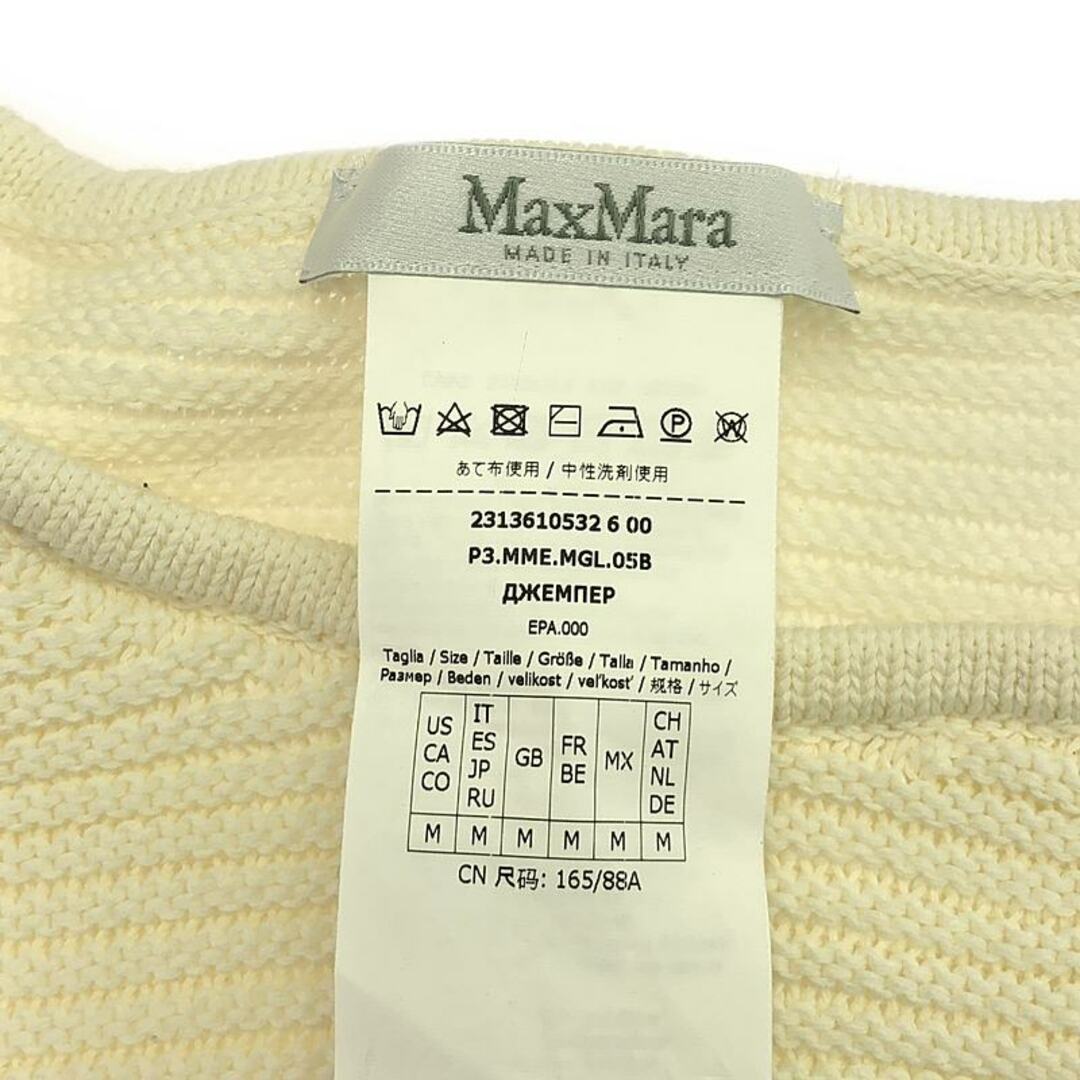 MaxMara
MADE IN ITALY
あて布使用 / 中性洗剤使用
2313610532 6 00
P3.MME.MGL.05B
ДЖЕМПЕР
EPA.000
Taglia / Size / Taille / Größe / Talla / Tamanho /
Размер / Beden / velikost / veľkosť / 规格 / サイズ
US CA CO IT ES JP RU GB FR BE MX CH AT NL DE
M M M M M M
CN 尺码: 165/88A